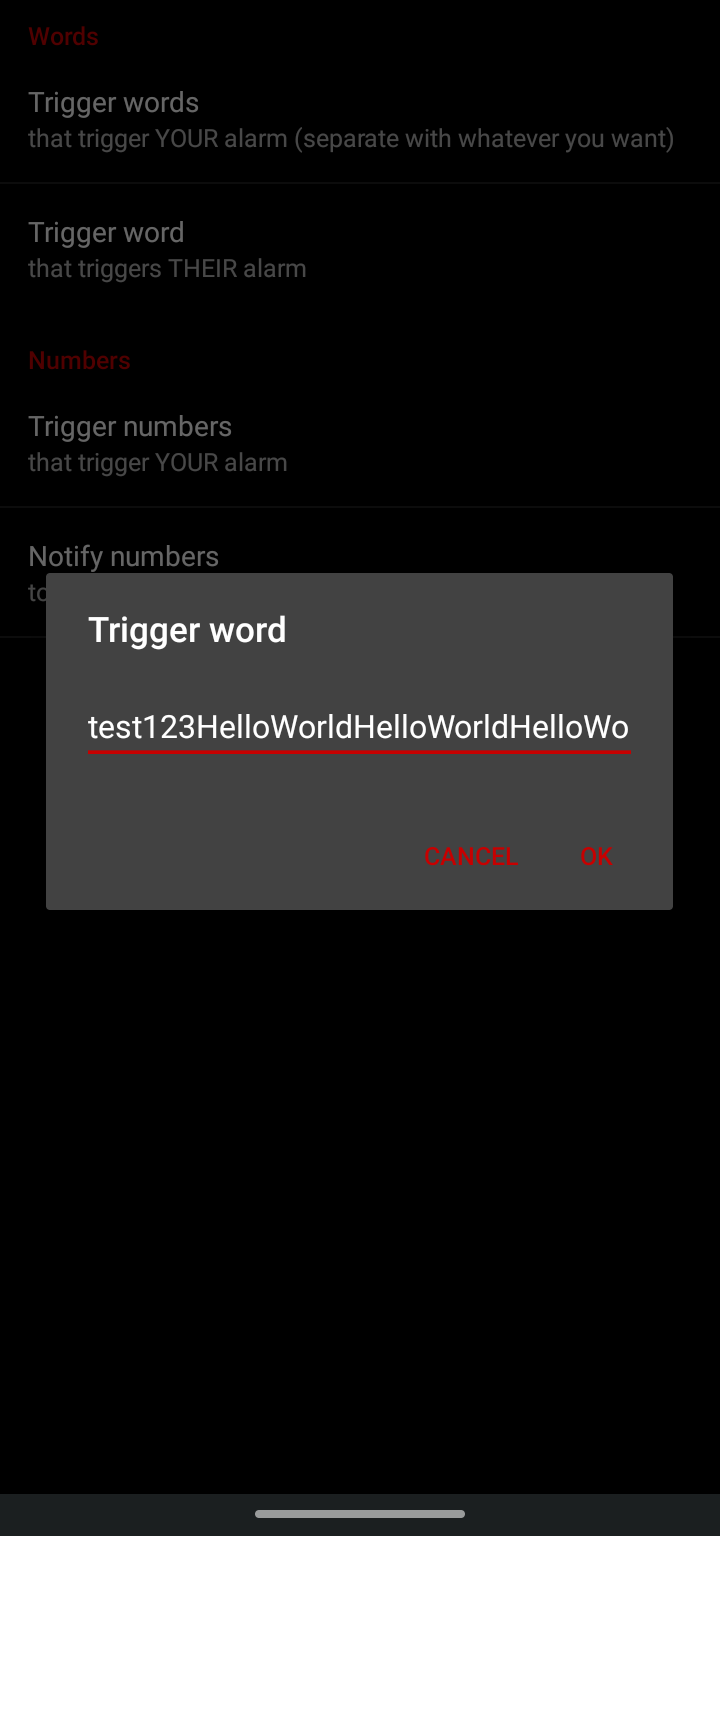 Words
Trigger words
that trigger YOUR alarm (separate with whatever you want)
Trigger word
that triggers THEIR alarm
Numbers
Trigger numbers
that trigger YOUR alarm
Notify numbers
to
Trigger word
test123HelloWorldHelloWorldHelloWo
CANCEL OK